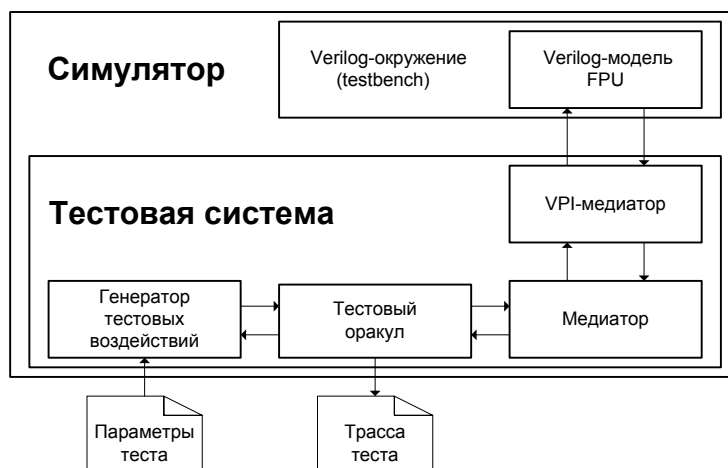 Симулятор
Verilog-окружение
(testbench)
Verilog-модель
FPU
Тестовая система
VPI-медиатор
Генератор
тестовых
воздействий
Тестовый
оракул
Медиатор
Параметры
теста
Трасса
теста